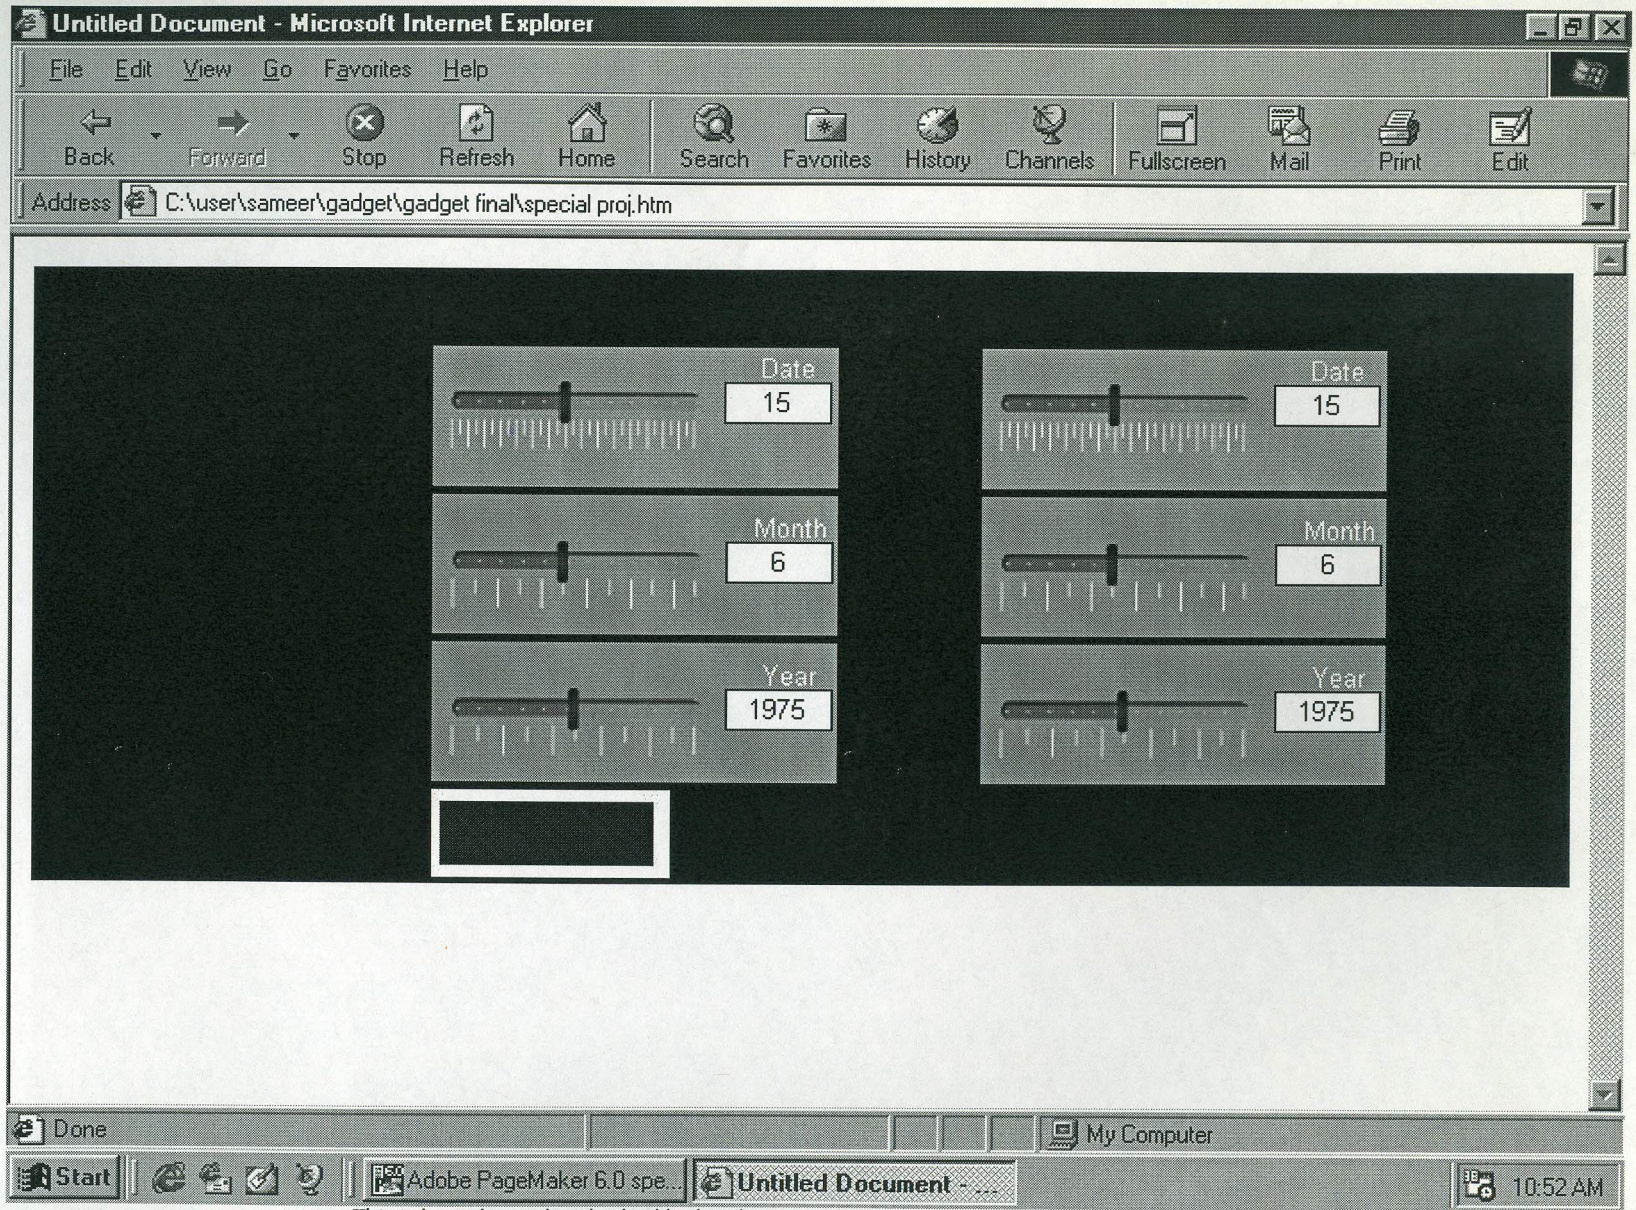 Untitled Document - Microsoft Internet Explorer
File Edit View Go Favorites Help
Back Forward Stop Refresh Home Search Favorites History Channels Fullscreen Mail Print Edit
Address C:\user\sameer\gadget\gadget final\special proj.htm
Date Date
15 15
Month Month
6 6
Year Year
1975 1975
Done My Computer
Start Adobe PageMaker 6.0 spe... Untitled Document - ... 10:52 AM